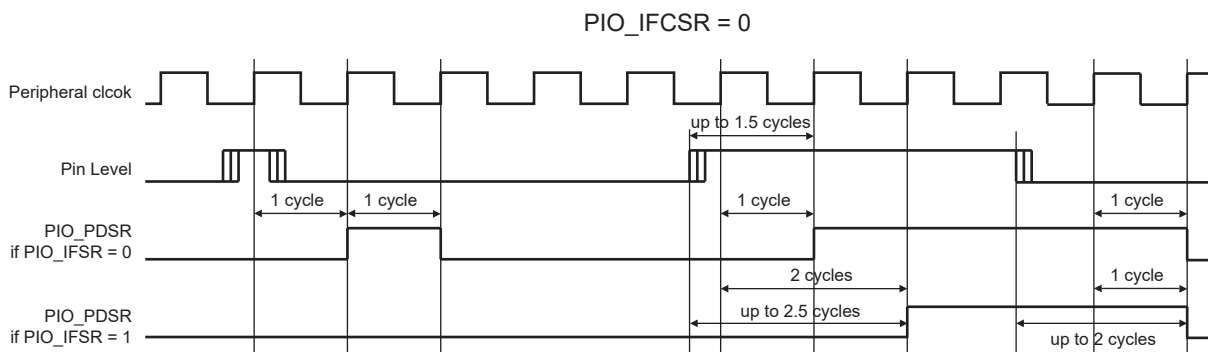 PIO_IFCSR = 0
Peripheral clcok
up to 1.5 cycles
Pin Level
1 cycle 1 cycle 1 cycle 1 cycle
PIO_PDSR
if PIO_IFSR = 0
2 cycles 1 cycle
PIO_PDSR
if PIO_IFSR = 1
up to 2.5 cycles up to 2 cycles